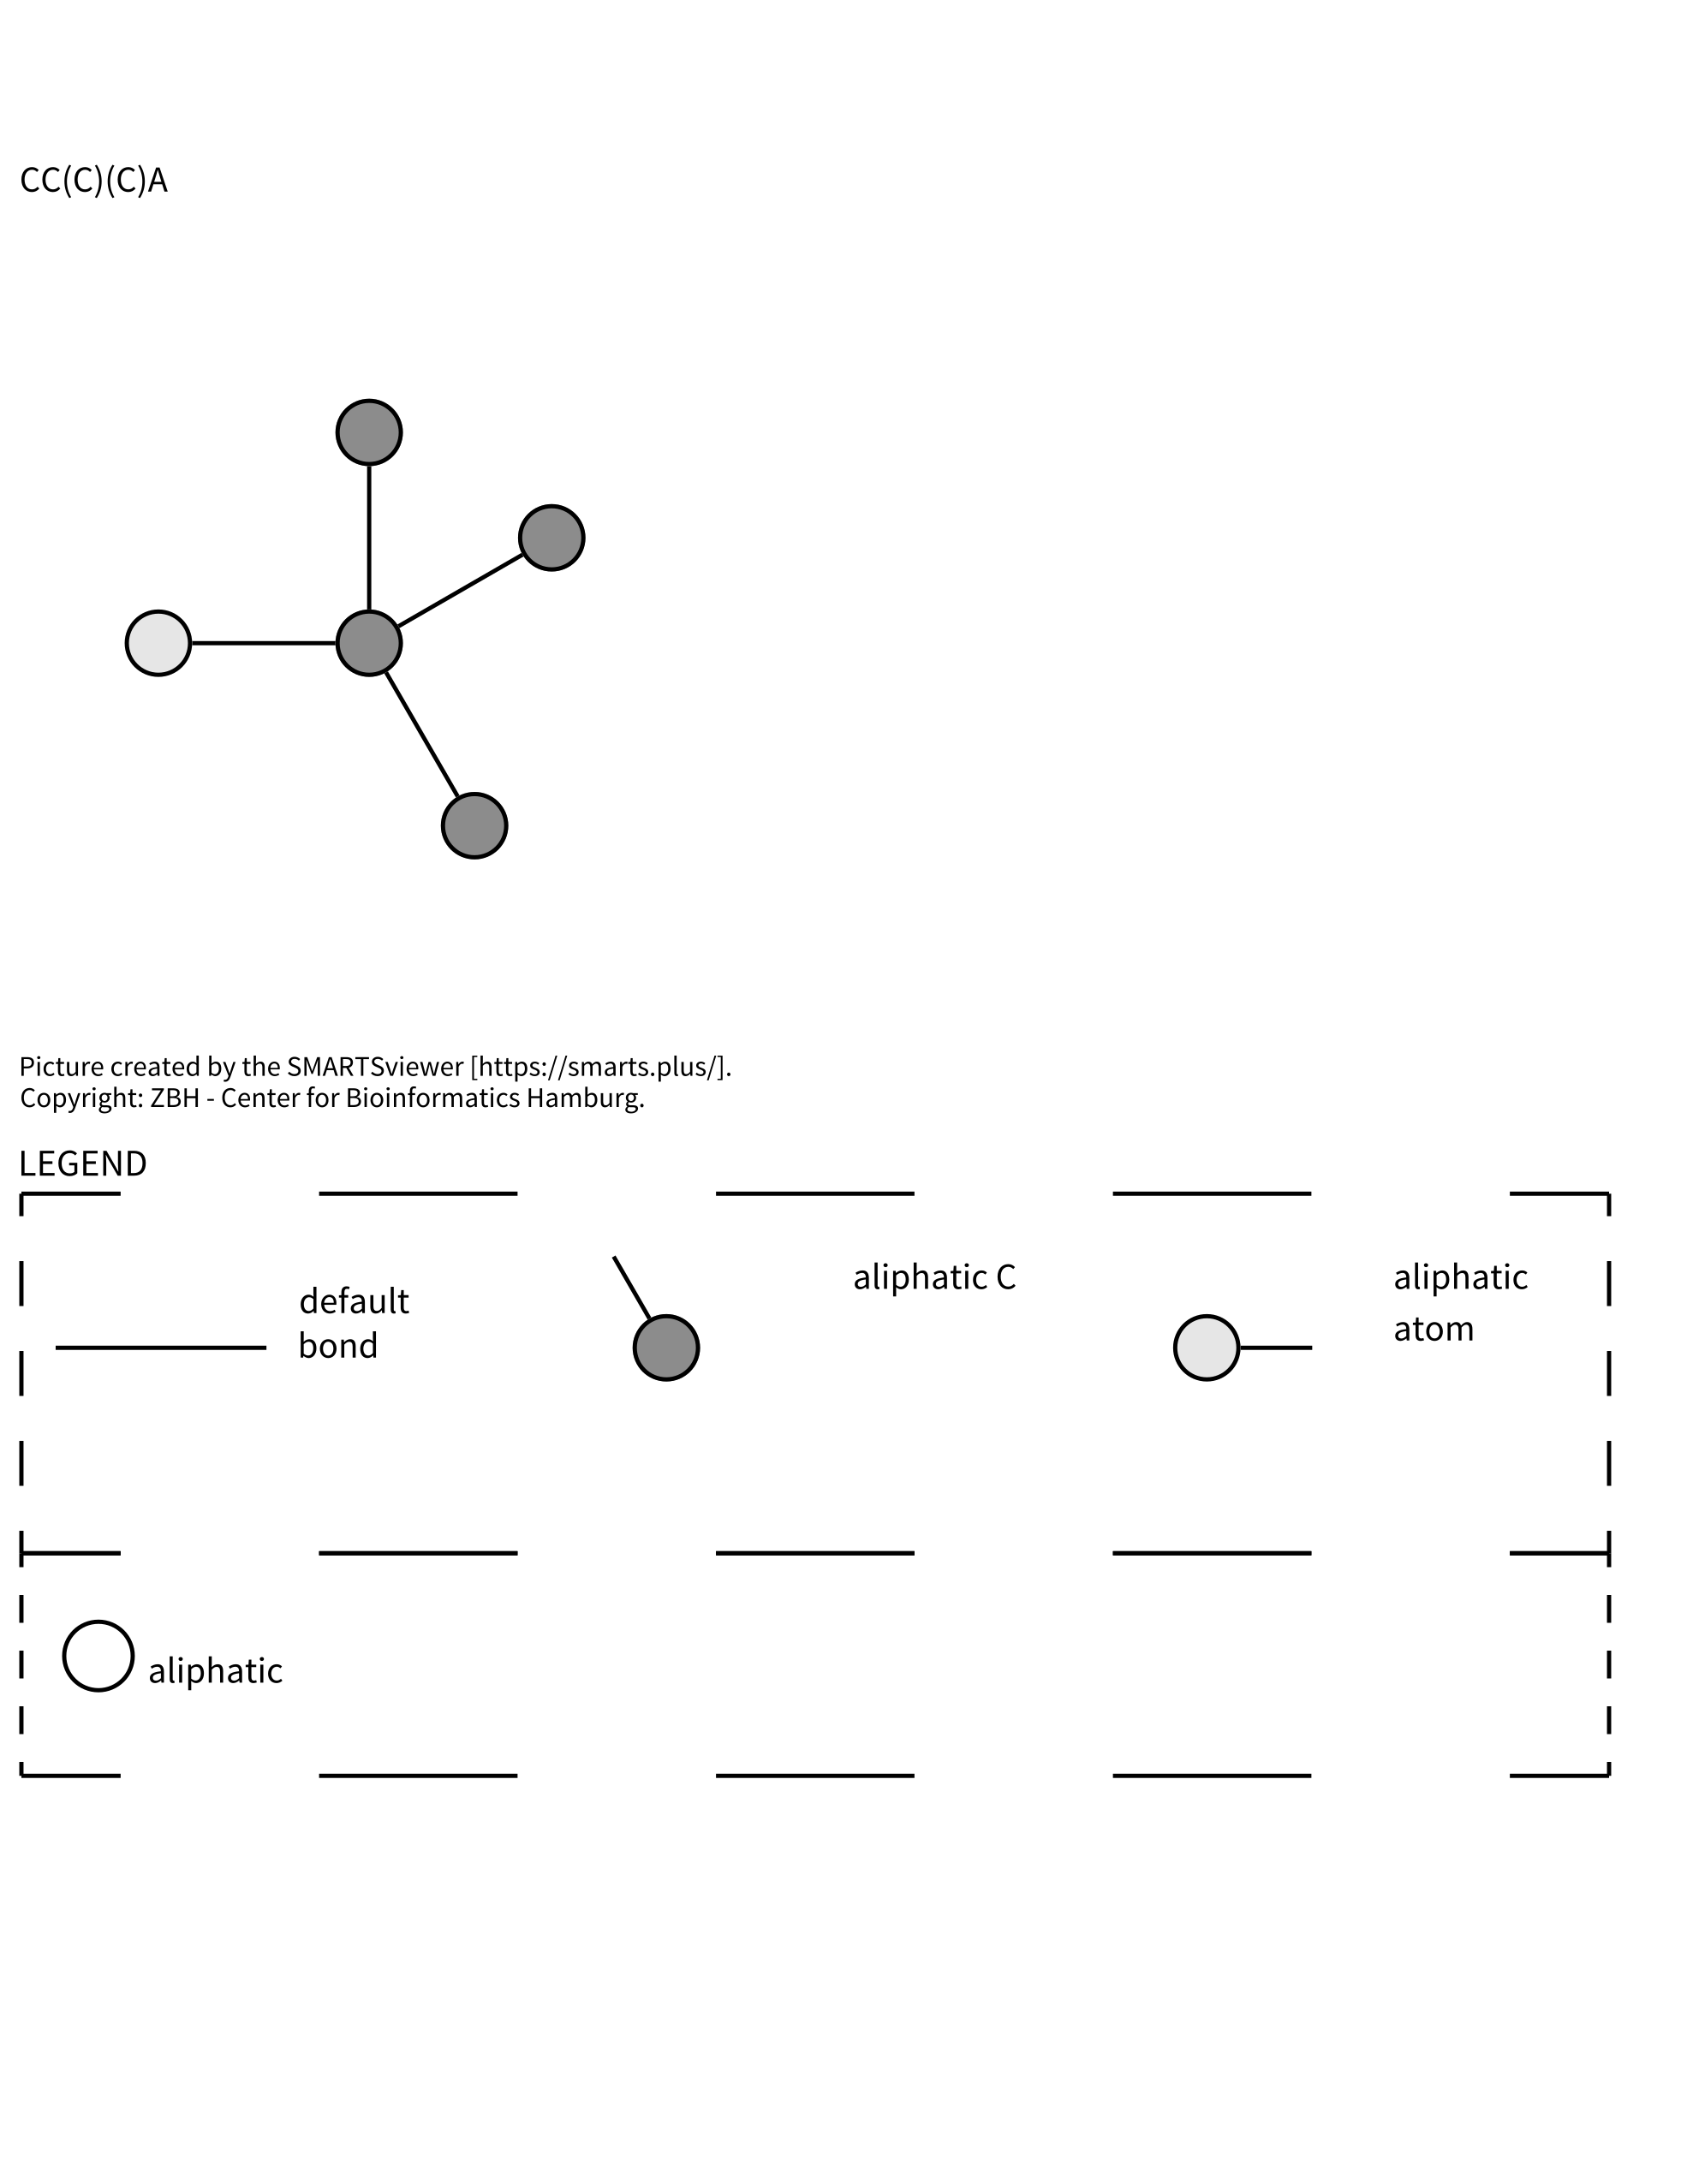 CC(C)(C)A
Picture created by the SMARTSviewer [https://smarts.plus/].
Copyright: ZBH - Center for Bioinformatics Hamburg.
LEGEND
default
bond
aliphatic C
aliphatic
atom
aliphatic